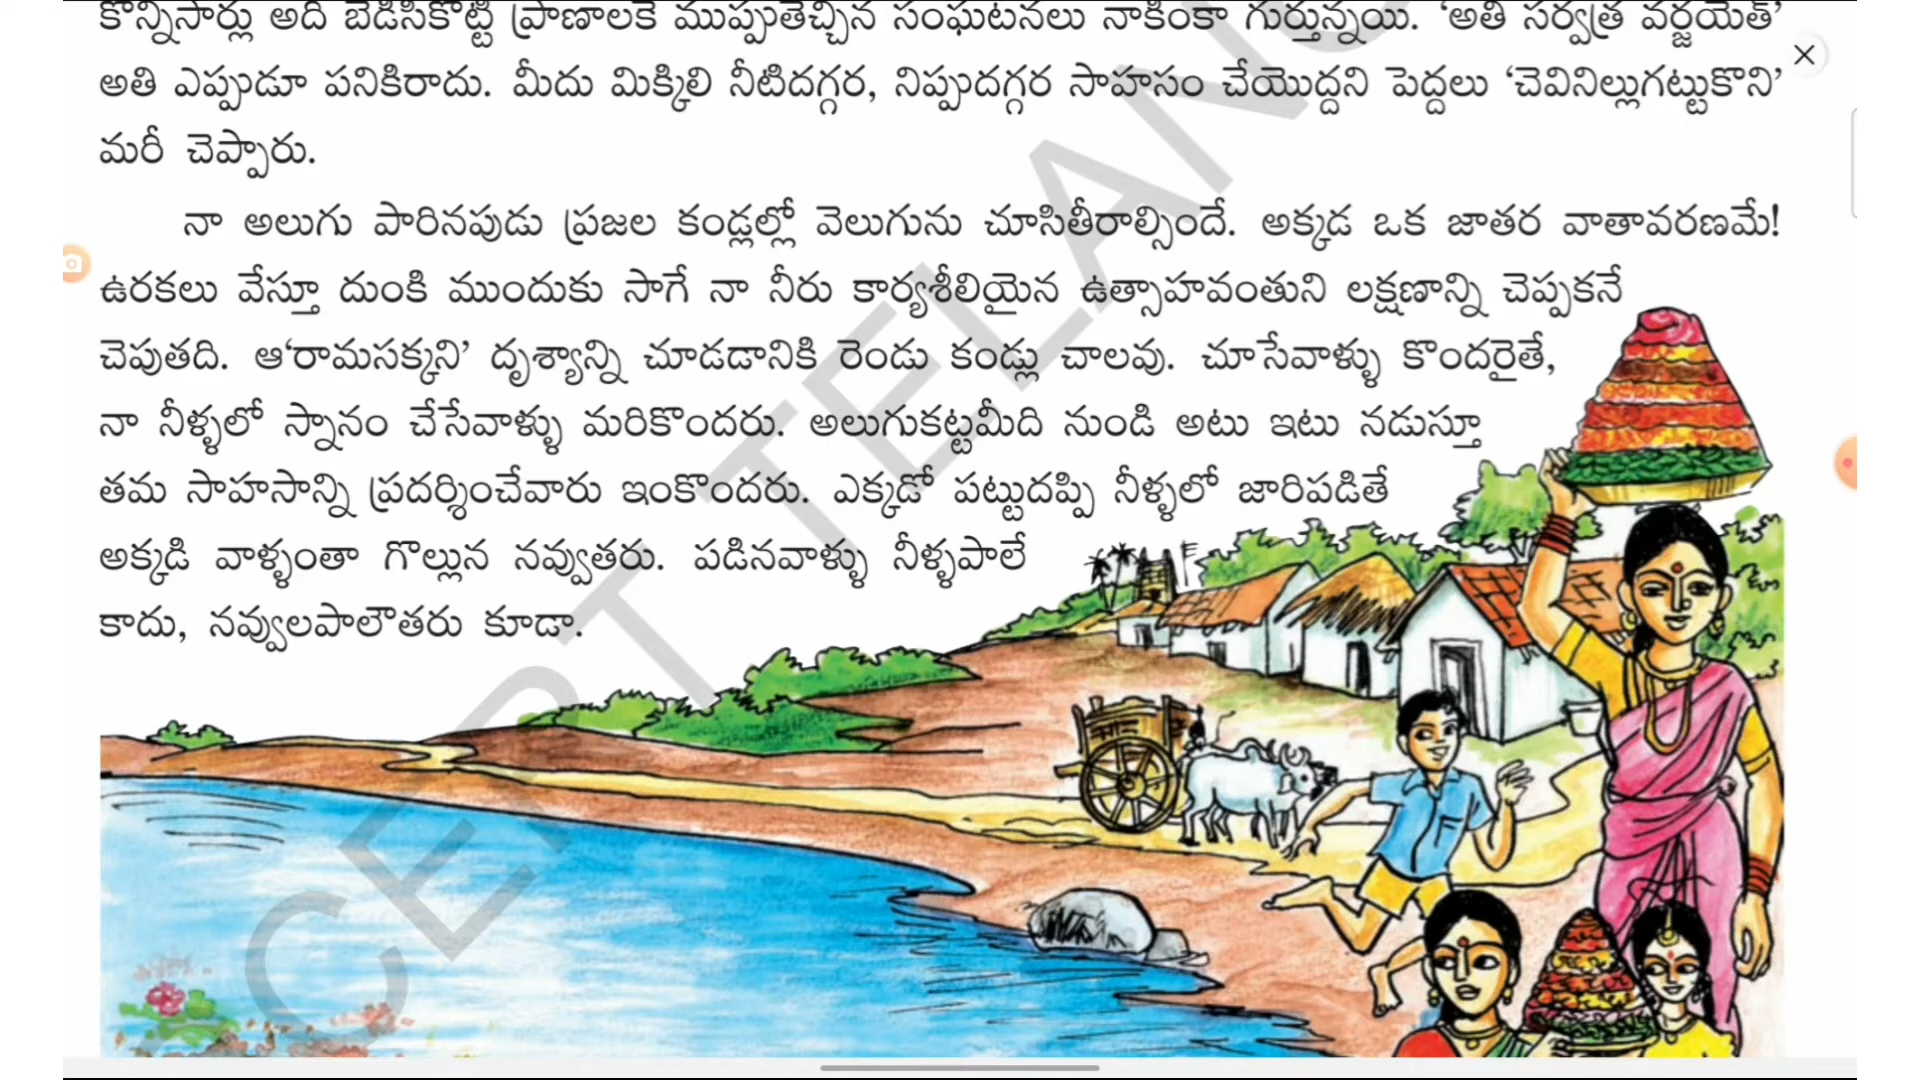 కొన్నిసార్లు అది బెడిసికొట్టి ప్రాణాలకే ముప్పుతెచ్చిన సంఘటనలు నాకింకా గుర్తున్నయి. ‘అతి సర్వత్ర వర్జయేత్’
అతి ఎప్పుడూ పనికిరాదు. మీదు మిక్కిలి నీటిదగ్గర, నిప్పుదగ్గర సాహసం చేయొద్దని పెద్దలు ‘చెవినిల్లుగట్టుకొని’
మరీ చెప్పారు.
నా అలుగు పారినపుడు ప్రజల కండ్లల్లో వెలుగును చూసితీరాల్సిందే. అక్కడ ఒక జాతర వాతావరణమే!
ఉరకలు వేస్తూ దుంకి ముందుకు సాగే నా నీరు కార్యశీలియైన ఉత్సాహవంతుని లక్షణాన్ని చెప్పకనే
చెపుతది. ఆ‘రామసక్కని’ దృశ్యాన్ని చూడడానికి రెండు కండ్లు చాలవు. చూసేవాళ్ళు కొందరైతే,
నా నీళ్ళలో స్నానం చేసేవాళ్ళు మరికొందరు. అలుగుకట్టమీది నుండి అటు ఇటు నడుస్తూ
తమ సాహసాన్ని ప్రదర్శించేవారు ఇంకొందరు. ఎక్కడో పట్టుదప్పి నీళ్ళలో జారిపడితే
అక్కడి వాళ్ళంతా గొల్లున నవ్వుతరు. పడినవాళ్ళు నీళ్ళపాలే
కాదు, నవ్వులపాలౌతరు కూడా.
CERT TELANG